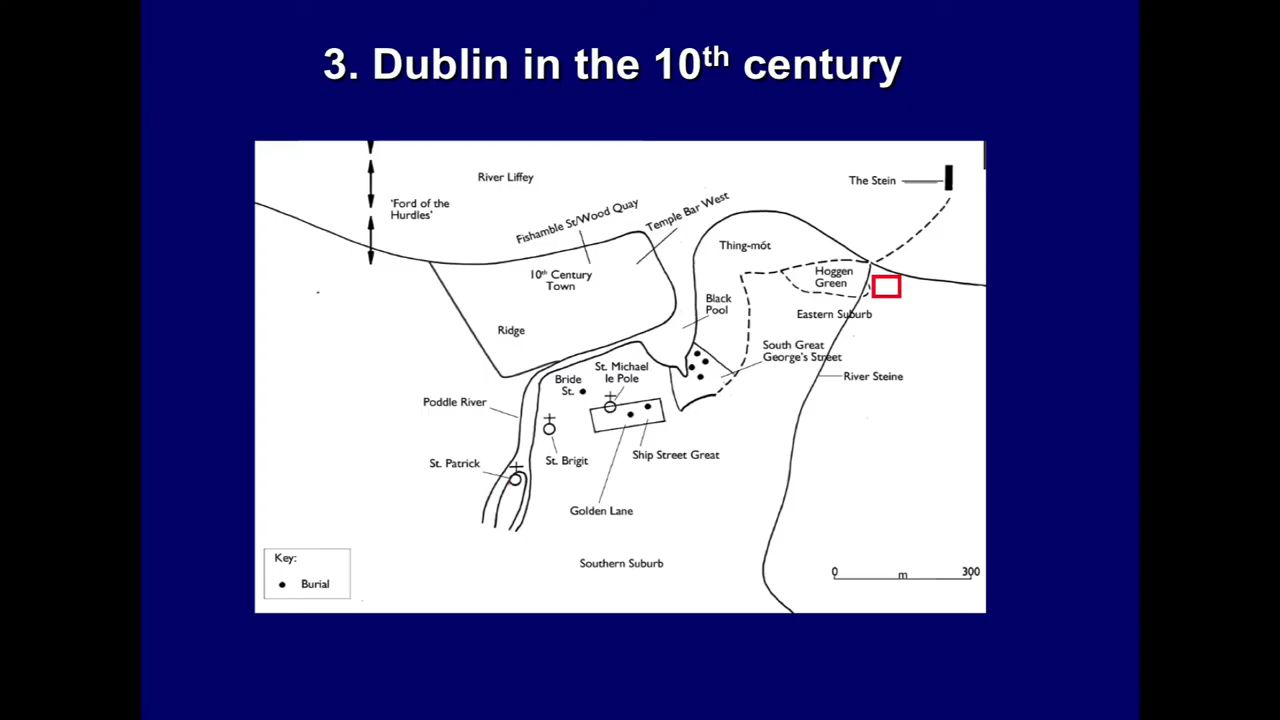 3. Dublin in the 10th century
River Liffey
The Stein
'Ford of the
Hurdles'
Fishamble St/Wood Quay
Temple Bar West
Thing-mót
10th Century
Town
Hoggen
Green
Black
Pool
Eastern Suburb
Ridge
South Great
George's Street
St. Michael
le Pole
Bride
St.
River Steine
Poddle River
St. Patrick
St. Brigit
Ship Street Great
Golden Lane
Southern Suburb
Key:
Burial
0 m 300